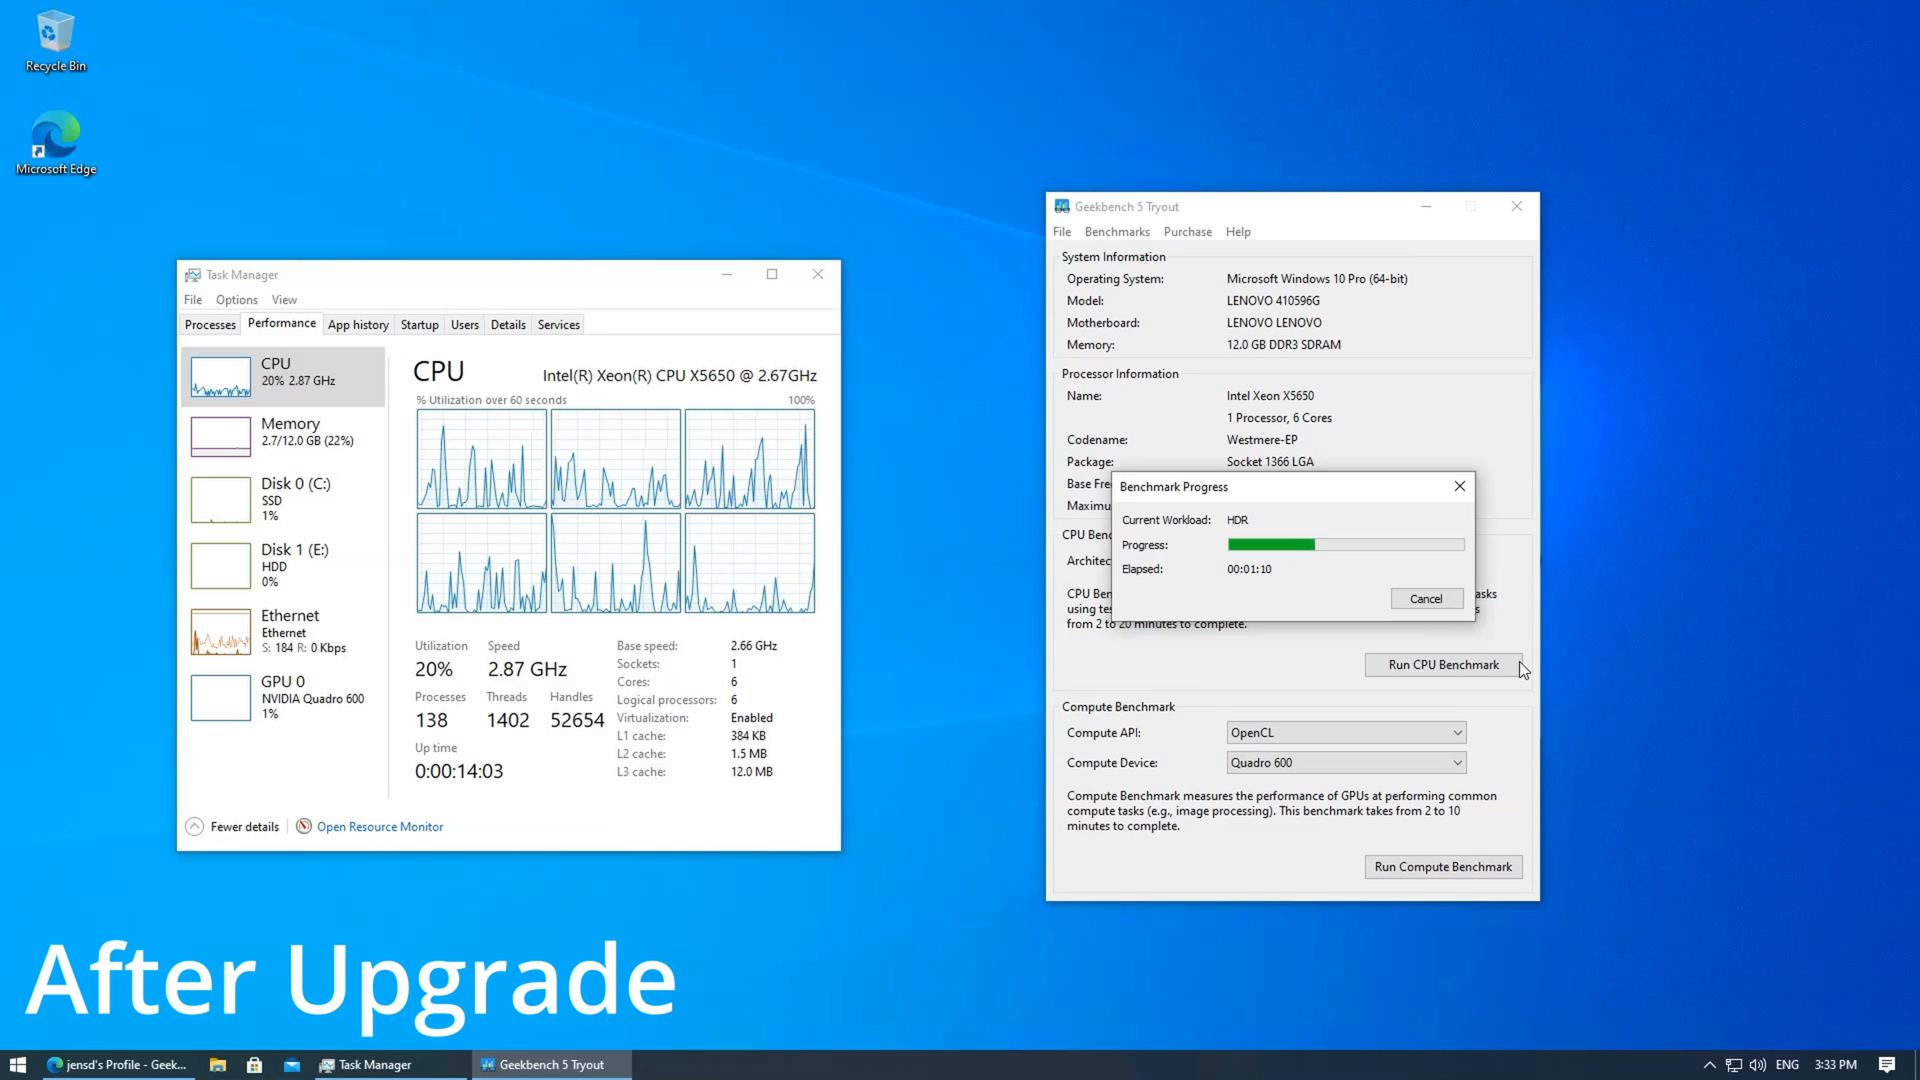 Recycle Bin
Microsoft Edge
Task Manager
File Options View
Processes Performance App history Startup Users Details Services
CPU
20% 2.87 GHz
Memory
2.7/12.0 GB (22%)
Disk 0 (C:)
SSD
1%
Disk 1 (E:)
HDD
0%
Ethernet
Ethernet
S: 184 R: 0 Kbps
GPU 0
NVIDIA Quadro 600
1%
CPU Intel(R) Xeon(R) CPU X5650 @ 2.67GHz
% Utilization over 60 seconds 100%
Utilization Speed
20% 2.87 GHz
Processes Threads Handles
138 1402 52654
Up time
0:00:14:03
Base speed: 2.66 GHz
Sockets: 1
Cores: 6
Logical processors: 6
Virtualization: Enabled
L1 cache: 384 KB
L2 cache: 1.5 MB
L3 cache: 12.0 MB
Fewer details Open Resource Monitor
Geekbench 5 Tryout
File Benchmarks Purchase Help
System Information
Operating System: Microsoft Windows 10 Pro (64-bit)
Model: LENOVO 410596G
Motherboard: LENOVO LENOVO
Memory: 12.0 GB DDR3 SDRAM
Processor Information
Name: Intel Xeon X5650
1 Processor, 6 Cores
Codename: Westmere-EP
Package: Socket 1366 LGA
Base Fre
Maximu
CPU Benc
Architec
CPU Ben asks
using tes s
from 2 to 20 minutes to complete.
Benchmark Progress
Current Workload: HDR
Progress:
Elapsed: 00:01:10
Cancel
Run CPU Benchmark
Compute Benchmark
Compute API: OpenCL
Compute Device: Quadro 600
Compute Benchmark measures the performance of GPUs at performing common
compute tasks (e.g., image processing). This benchmark takes from 2 to 10
minutes to complete.
Run Compute Benchmark
After Upgrade
jensd's Profile - Geek... Task Manager Geekbench 5 Tryout ENG 3:33 PM